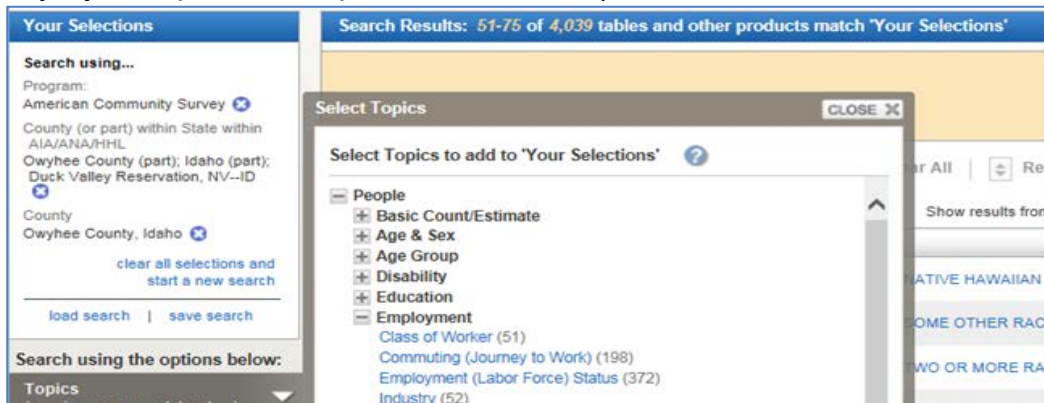 Your Selections
Search using...
Program:
American Community Survey
County (or part) within State within
AIA/ANA/HHL
Owyhee County (part); Idaho (part);
Duck Valley Reservation, NV--ID
County
Owyhee County, Idaho
clear all selections and
start a new search
load search | save search
Search using the options below:
Topics
Search Results: 51-75 of 4,039 tables and other products match 'Your Selections'
Select Topics
CLOSE X
Select Topics to add to 'Your Selections'
People
Basic Count/Estimate
Age & Sex
Age Group
Disability
Education
Employment
Class of Worker (51)
Commuting (Journey to Work) (198)
Employment (Labor Force) Status (372)
Industry (52)
ar All | Re
Show results from
NATIVE HAWAIIAN
SOME OTHER RAC
TWO OR MORE RA